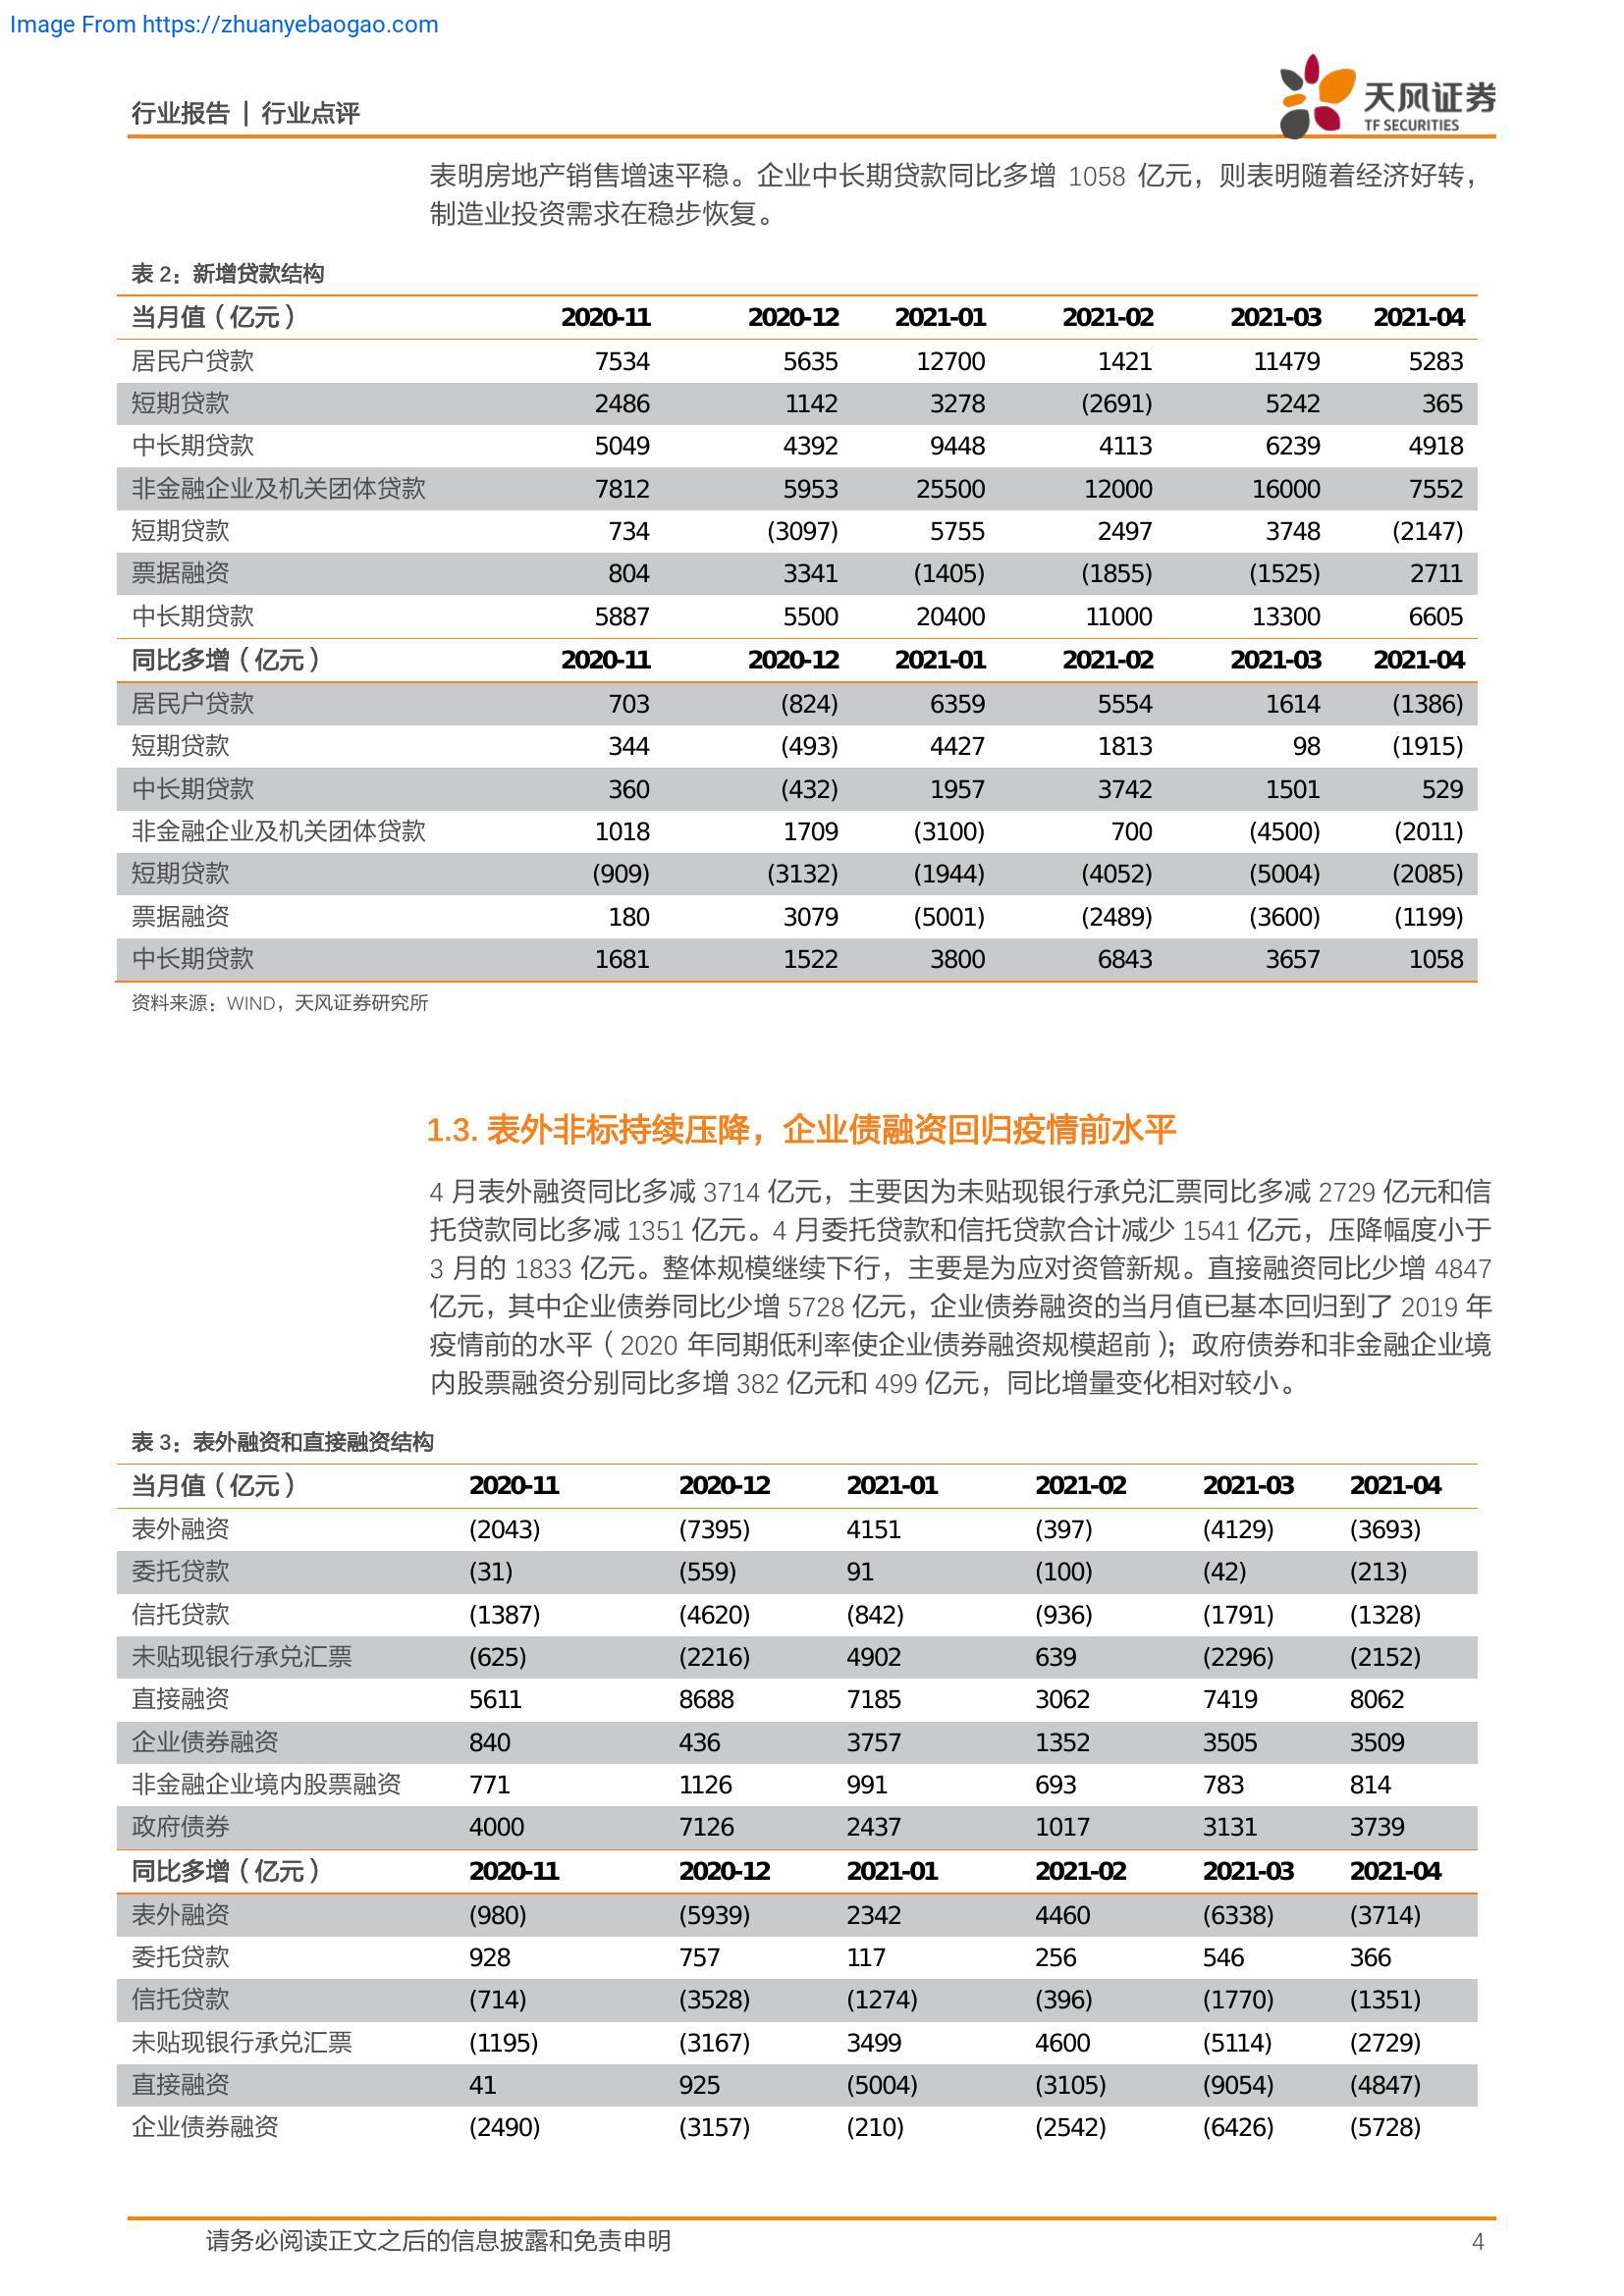 Image From https://zhuanyebaogao.com
行业报告 | 行业点评
天风证券
TF SECURITIES
表明房地产销售增速平稳。企业中长期贷款同比多增 1058 亿元，则表明随着经济好转，
制造业投资需求在稳步恢复。
表 2：新增贷款结构
当月值（亿元） 2020-11 2020-12 2021-01 2021-02 2021-03 2021-04
居民户贷款 7534 5635 12700 1421 11479 5283
短期贷款 2486 1142 3278 (2691) 5242 365
中长期贷款 5049 4392 9448 4113 6239 4918
非金融企业及机关团体贷款 7812 5953 25500 12000 16000 7552
短期贷款 734 (3097) 5755 2497 3748 (2147)
票据融资 804 3341 (1405) (1855) (1525) 2711
中长期贷款 5887 5500 20400 11000 13300 6605
同比多增（亿元） 2020-11 2020-12 2021-01 2021-02 2021-03 2021-04
居民户贷款 703 (824) 6359 5554 1614 (1386)
短期贷款 344 (493) 4427 1813 98 (1915)
中长期贷款 360 (432) 1957 3742 1501 529
非金融企业及机关团体贷款 1018 1709 (3100) 700 (4500) (2011)
短期贷款 (909) (3132) (1944) (4052) (5004) (2085)
票据融资 180 3079 (5001) (2489) (3600) (1199)
中长期贷款 1681 1522 3800 6843 3657 1058
资料来源：WIND，天风证券研究所
1.3. 表外非标持续压降，企业债融资回归疫情前水平
4 月表外融资同比多减 3714 亿元，主要因为未贴现银行承兑汇票同比多减 2729 亿元和信
托贷款同比多减 1351 亿元。4 月委托贷款和信托贷款合计减少 1541 亿元，压降幅度小于
3 月的 1833 亿元。整体规模继续下行，主要是为应对资管新规。直接融资同比少增 4847
亿元，其中企业债券同比少增 5728 亿元，企业债券融资的当月值已基本回归到了 2019 年
疫情前的水平（2020 年同期低利率使企业债券融资规模超前）；政府债券和非金融企业境
内股票融资分别同比多增 382 亿元和 499 亿元，同比增量变化相对较小。
表 3：表外融资和直接融资结构
当月值（亿元） 2020-11 2020-12 2021-01 2021-02 2021-03 2021-04
表外融资 (2043) (7395) 4151 (397) (4129) (3693)
委托贷款 (31) (559) 91 (100) (42) (213)
信托贷款 (1387) (4620) (842) (936) (1791) (1328)
未贴现银行承兑汇票 (625) (2216) 4902 639 (2296) (2152)
直接融资 5611 8688 7185 3062 7419 8062
企业债券融资 840 436 3757 1352 3505 3509
非金融企业境内股票融资 771 1126 991 693 783 814
政府债券 4000 7126 2437 1017 3131 3739
同比多增（亿元） 2020-11 2020-12 2021-01 2021-02 2021-03 2021-04
表外融资 (980) (5939) 2342 4460 (6338) (3714)
委托贷款 928 757 117 256 546 366
信托贷款 (714) (3528) (1274) (396) (1770) (1351)
未贴现银行承兑汇票 (1195) (3167) 3499 4600 (5114) (2729)
直接融资 41 925 (5004) (3105) (9054) (4847)
企业债券融资 (2490) (3157) (210) (2542) (6426) (5728)
请务必阅读正文之后的信息披露和免责申明 4